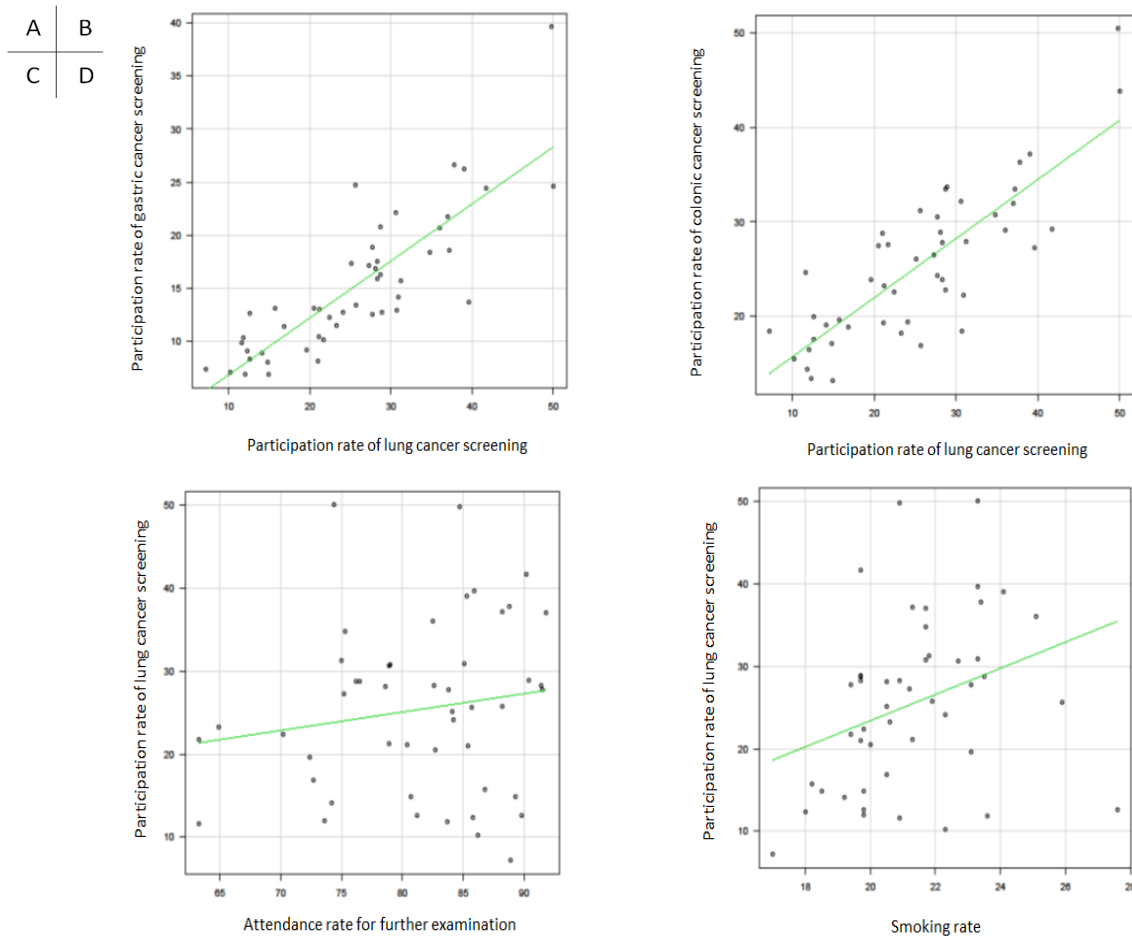 A B
C D
Participation rate of gastric cancer screening
40
35
30
25
20
15
10
10 20 30 40 50
Participation rate of lung cancer screening
Participation rate of colonic cancer screening
50
40
30
20
10 20 30 40 50
Participation rate of lung cancer screening
Participation rate of lung cancer screening
50
40
30
20
10
65 70 75 80 85 90
Attendance rate for further examination
Participation rate of lung cancer screening
50
40
30
20
10
18 20 22 24 26 28
Smoking rate